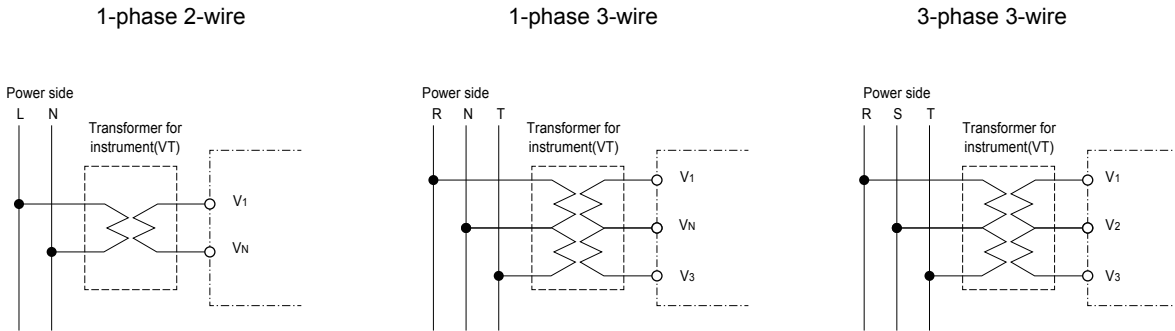 1-phase 2-wire
Power side
L N
Transformer for
instrument(VT)
V1
VN
1-phase 3-wire
Power side
R N T
Transformer for
instrument(VT)
V1
VN
V3
3-phase 3-wire
Power side
R S T
Transformer for
instrument(VT)
V1
V2
V3